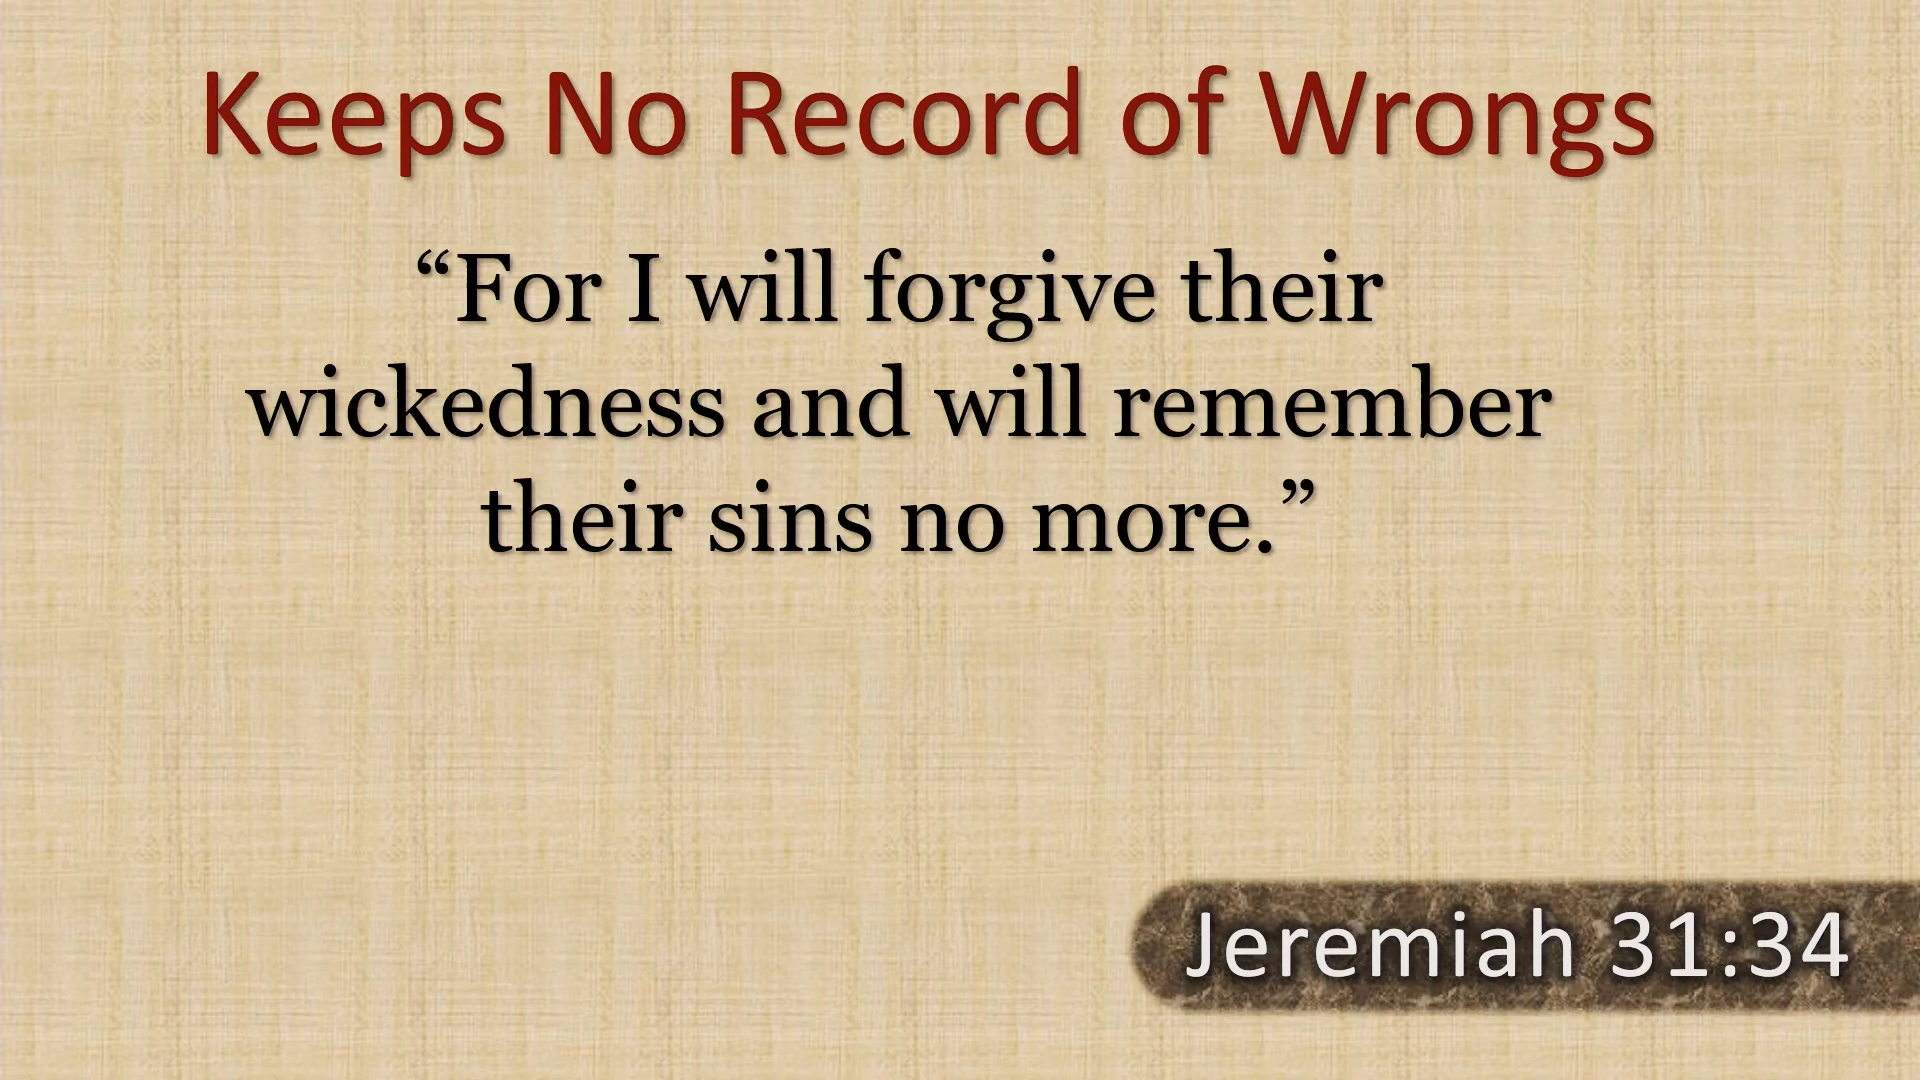 Keeps No Record of Wrongs
“For I will forgive their
wickedness and will remember
their sins no more.”
Jeremiah 31:34